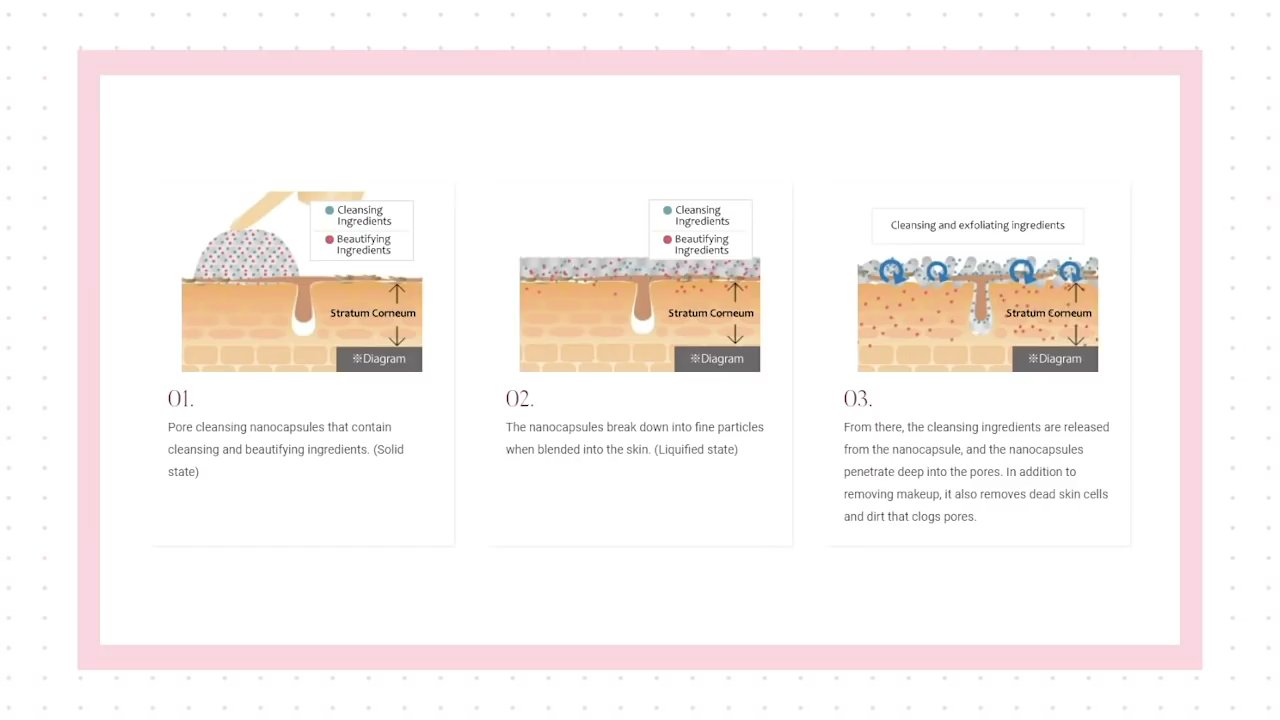 Cleansing
Ingredients
Beautifying
Ingredients
Stratum Corneum
※Diagram
01.
Pore cleansing nanocapsules that contain
cleansing and beautifying ingredients. (Solid
state)
Cleansing
Ingredients
Beautifying
Ingredients
Stratum Corneum
※Diagram
02.
The nanocapsules break down into fine particles
when blended into the skin. (Liquified state)
Cleansing and exfoliating ingredients
Stratum Corneum
※Diagram
03.
From there, the cleansing ingredients are released
from the nanocapsule, and the nanocapsules
penetrate deep into the pores. In addition to
removing makeup, it also removes dead skin cells
and dirt that clogs pores.